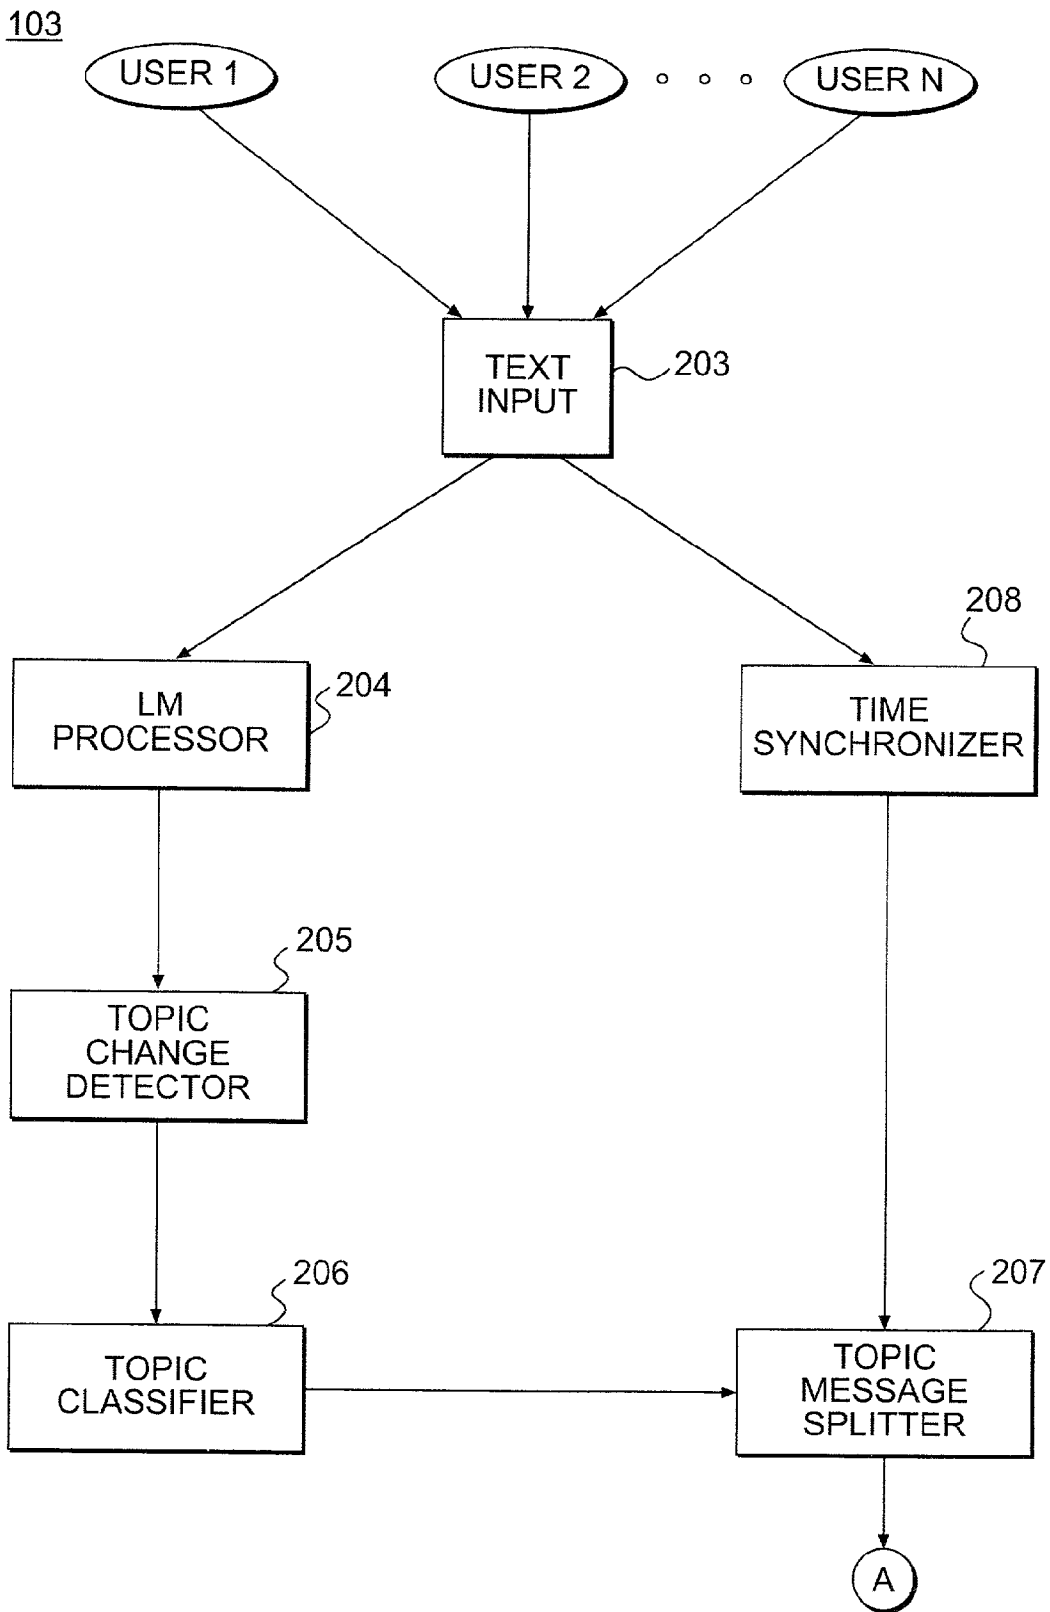 103
USER 1
USER 2
USER N
TEXT
INPUT
203
208
LM
PROCESSOR
204
TIME
SYNCHRONIZER
205
TOPIC
CHANGE
DETECTOR
206
207
TOPIC
CLASSIFIER
TOPIC
MESSAGE
SPLITTER
A